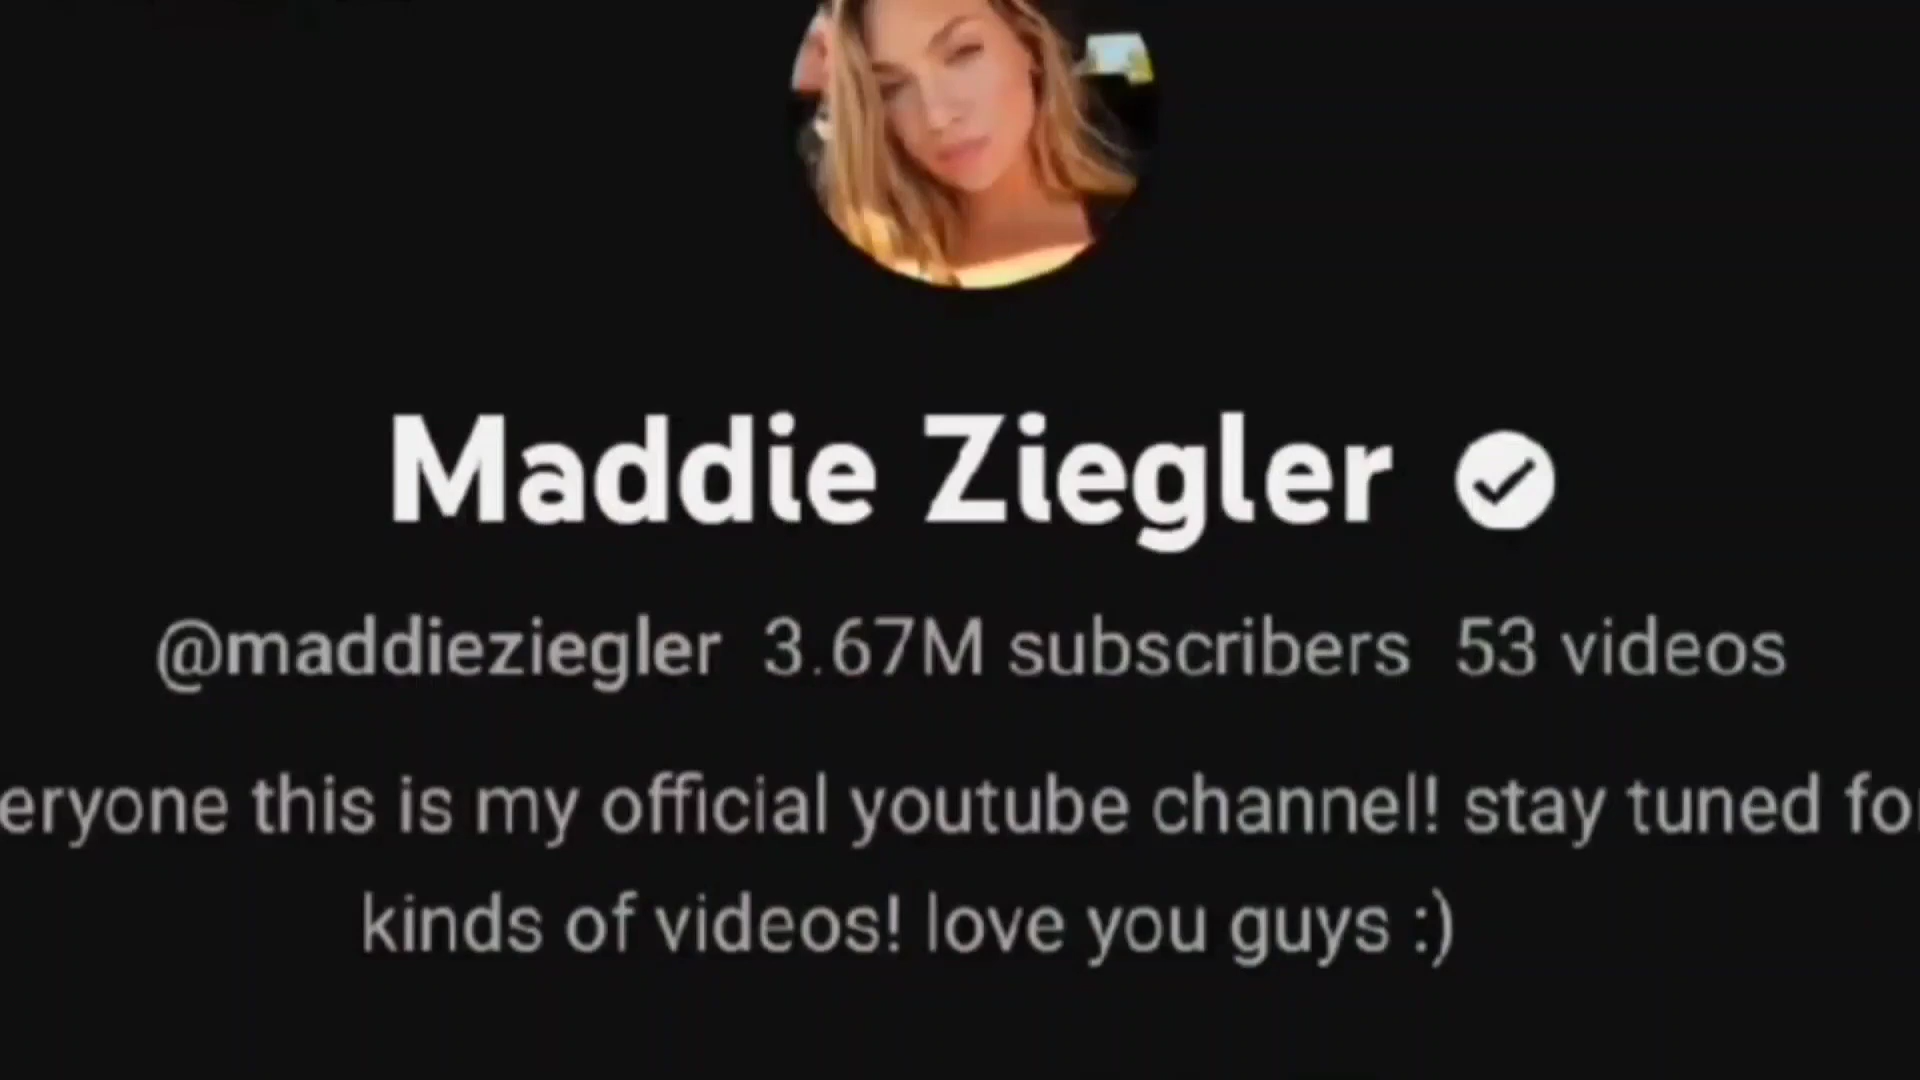 Maddie Ziegler
@maddieziegler 3.67M subscribers 53 videos
eryone this is my official youtube channel! stay tuned for
kinds of videos! love you guys :)